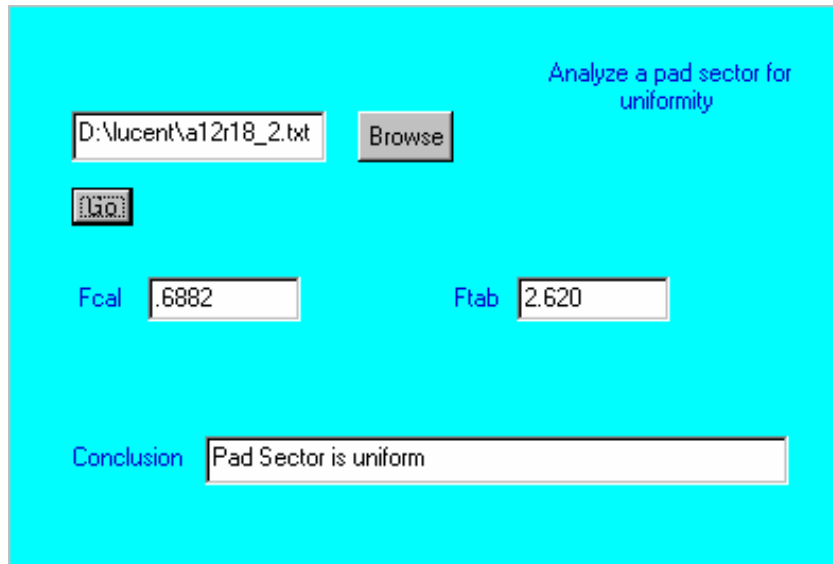 Analyze a pad sector for
uniformity
D:\lucent\a12r18_2.txt Browse
Go
Fcal .6882 Ftab 2.620
Conclusion Pad Sector is uniform